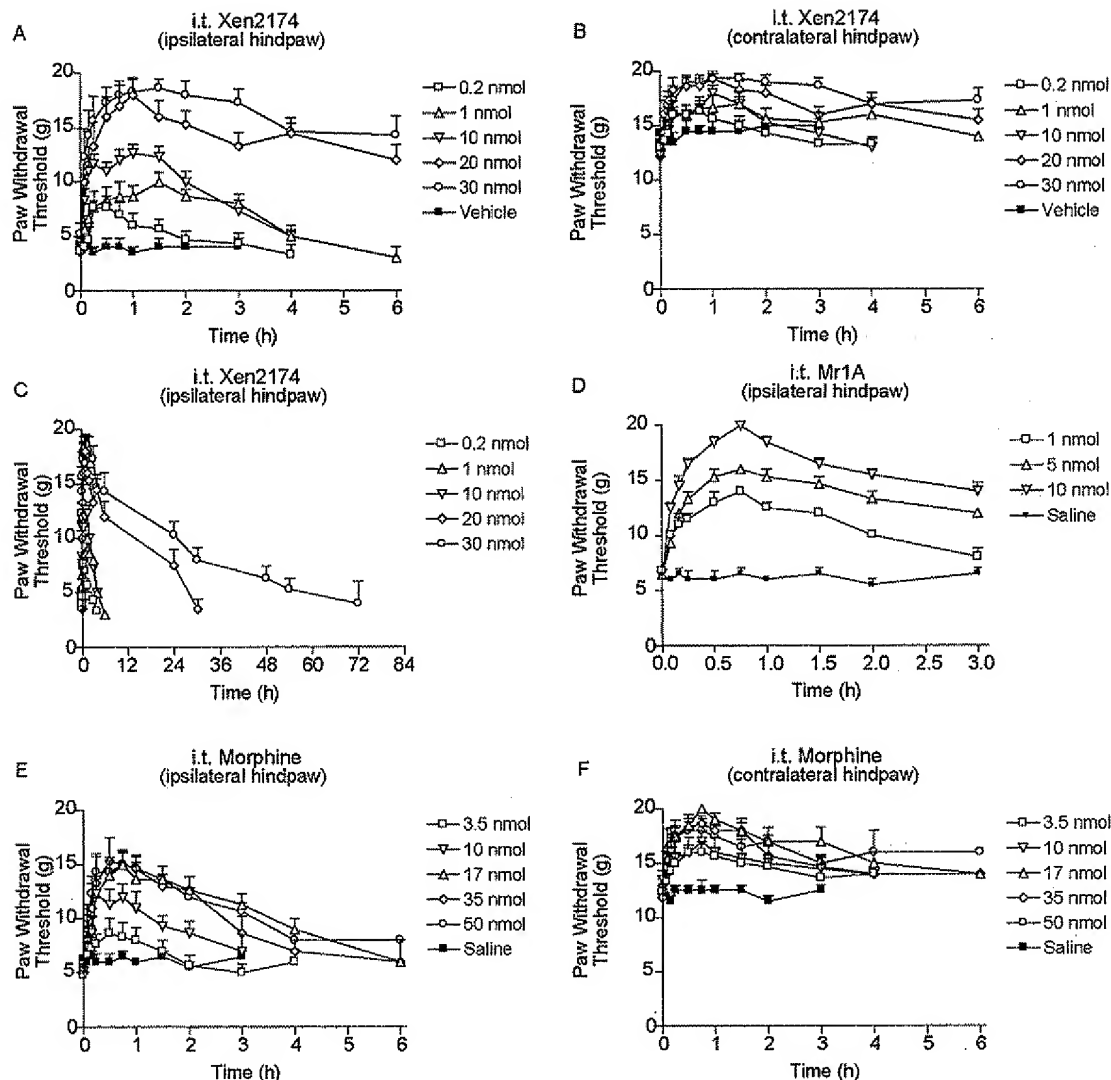 A
i.t. Xen2174
(ipsilateral hindpaw)
Paw Withdrawal
Threshold (g)
20
15
10
5
0
0 1 2 3 4 5 6
Time (h)
0.2 nmol
1 nmol
10 nmol
20 nmol
30 nmol
Vehicle
B
I.t. Xen2174
(contralateral hindpaw)
Paw Withdrawal
Threshold (g)
20
15
10
5
0
0 1 2 3 4 5 6
Time (h)
0.2 nmol
1 nmol
10 nmol
20 nmol
30 nmol
Vehicle
C
i.t. Xen2174
(ipsilateral hindpaw)
Paw Withdrawal
Threshold (g)
20
15
10
5
0
0 12 24 36 48 60 72 84
Time (h)
0.2 nmol
1 nmol
10 nmol
20 nmol
30 nmol
D
i.t. Mr1A
(ipsilateral hindpaw)
Paw Withdrawal
Threshold (g)
20
15
10
5
0
0.0 0.5 1.0 1.5 2.0 2.5 3.0
Time (h)
1 nmol
5 nmol
10 nmol
Saline
E
i.t. Morphine
(ipsilateral hindpaw)
Paw Withdrawal
Threshold (g)
20
15
10
5
0
0 1 2 3 4 5 6
Time (h)
3.5 nmol
10 nmol
17 nmol
35 nmol
50 nmol
Saline
F
i.t. Morphine
(contralateral hindpaw)
Paw Withdrawal
Threshold (g)
20
15
10
5
0
0 1 2 3 4 5 6
Time (h)
3.5 nmol
10 nmol
17 nmol
35 nmol
50 nmol
Saline